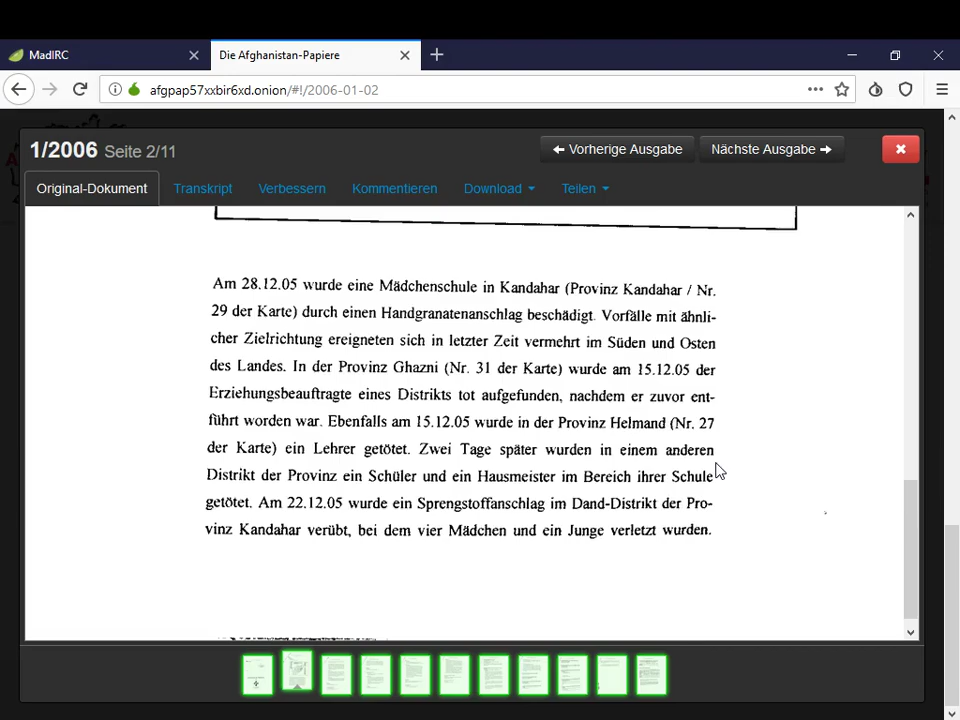 MadIRC
Die Afghanistan-Papiere
afgpap57xxbir6xd.onion/#!/2006-01-02
1/2006 Seite 2/11
Vorherige Ausgabe
Nächste Ausgabe
Original-Dokument
Transkript
Verbessern
Kommentieren
Download
Teilen
Am 28.12.05 wurde eine Mädchenschule in Kandahar (Provinz Kandahar / Nr.
29 der Karte) durch einen Handgranatenanschlag beschädigt. Vorfälle mit ähnli-
cher Zielrichtung ereigneten sich in letzter Zeit vermehrt im Süden und Osten
des Landes. In der Provinz Ghazni (Nr. 31 der Karte) wurde am 15.12.05 der
Erziehungsbeauftragte eines Distrikts tot aufgefunden, nachdem er zuvor ent-
führt worden war. Ebenfalls am 15.12.05 wurde in der Provinz Helmand (Nr. 27
der Karte) ein Lehrer getötet. Zwei Tage später wurden in einem anderen
Distrikt der Provinz ein Schüler und ein Hausmeister im Bereich ihrer Schule
getötet. Am 22.12.05 wurde ein Sprengstoffanschlag im Dand-Distrikt der Pro-
vinz Kandahar verübt, bei dem vier Mädchen und ein Junge verletzt wurden.